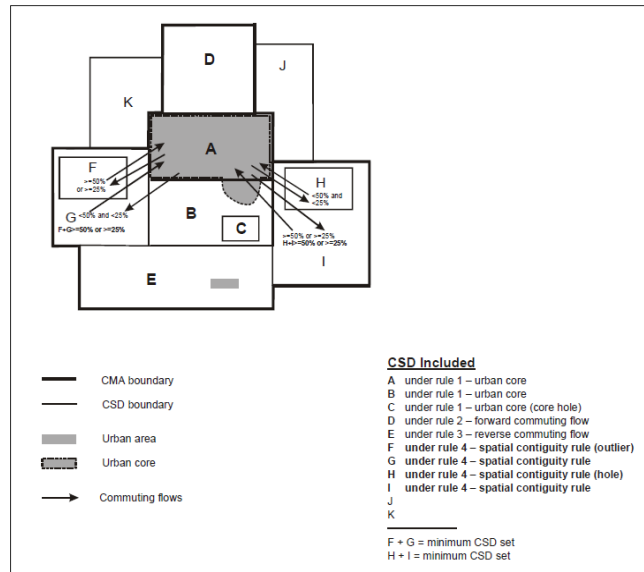 D
J
K
A
F
>=50%
or >=25%
H
<50% and
<25%
G <50% and <25%
F+G>=50% or >=25%
B
C
>=50% or >=25%
H+I>=50% or >=25%
I
E
CMA boundary
CSD boundary
Urban area
Urban core
Commuting flows
CSD Included
A under rule 1 – urban core
B under rule 1 – urban core
C under rule 1 – urban core (core hole)
D under rule 2 – forward commuting flow
E under rule 3 – reverse commuting flow
F under rule 4 – spatial contiguity rule (outlier)
G under rule 4 – spatial contiguity rule
H under rule 4 – spatial contiguity rule (hole)
I under rule 4 – spatial contiguity rule
J
K
F + G = minimum CSD set
H + I = minimum CSD set